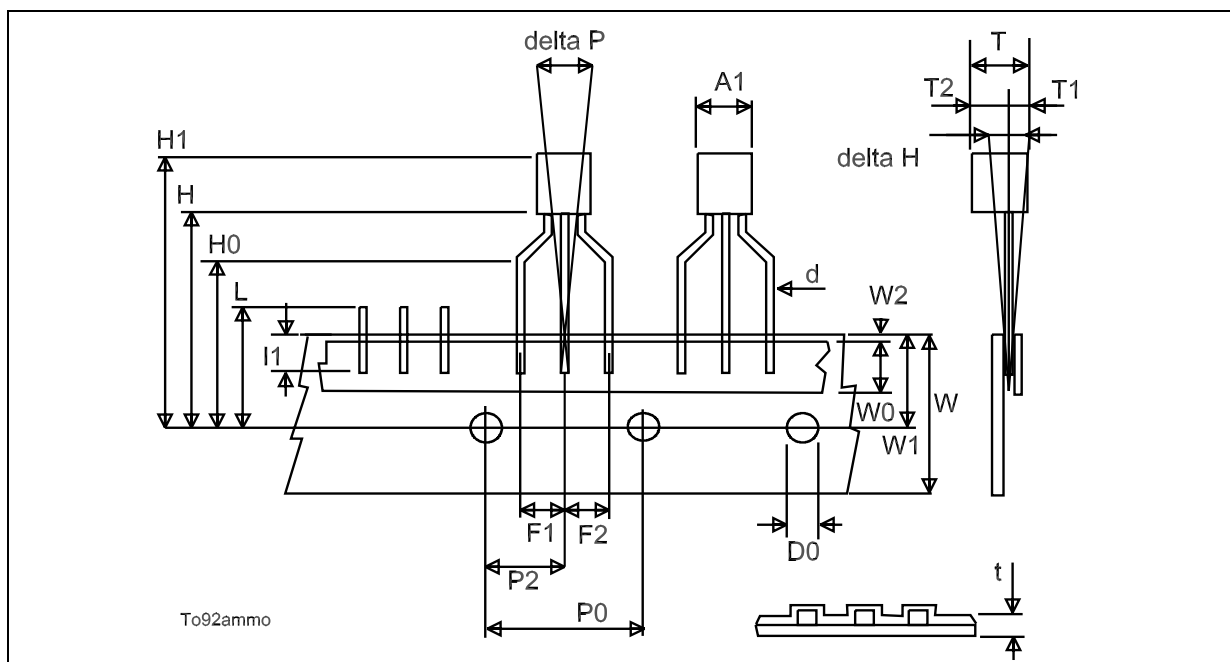 delta P
T
A1
T2
T1
H1
delta H
H
H0
d
L
W2
I1
W0
W
W1
F1
F2
D0
P2
t
P0
To92ammo